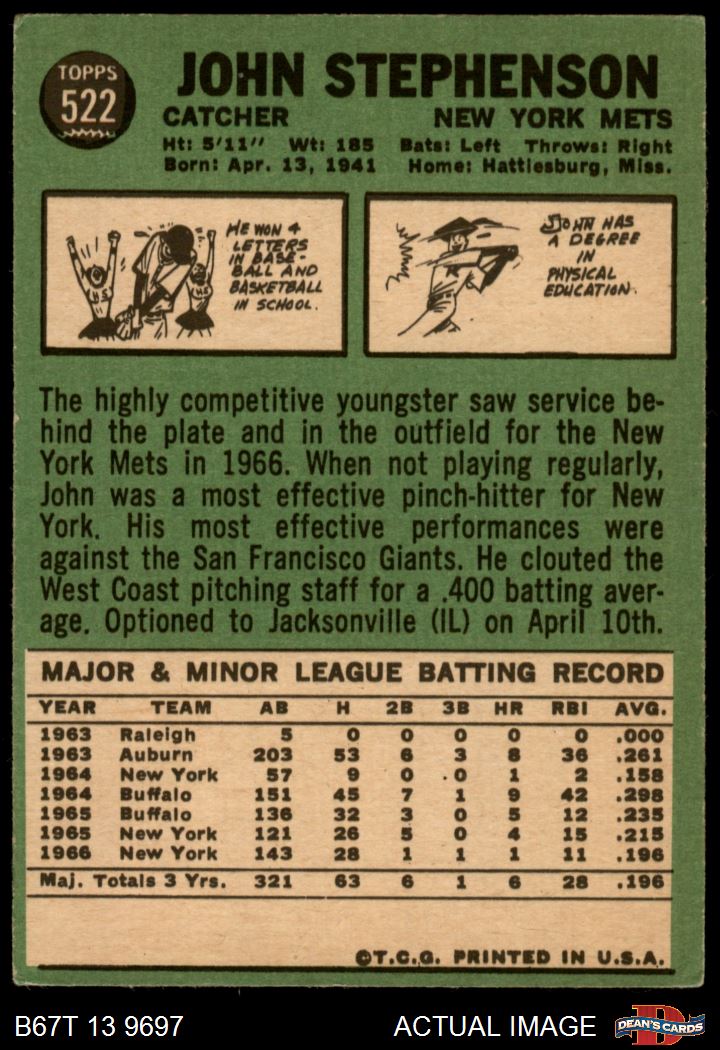 TOPPS
522
JOHN STEPHENSON
CATCHER NEW YORK METS
Ht: 5'11" Wt: 185 Bats: Left Throws: Right
Born: Apr. 13, 1941 Home: Hattiesburg, Miss.
HE WON 4
LETTERS
IN BASE-
BALL AND
BASKETBALL
IN SCHOOL.
JOHN HAS
A DEGREE
IN
PHYSICAL
EDUCATION.
The highly competitive youngster saw service be-
hind the plate and in the outfield for the New
York Mets in 1966. When not playing regularly,
John was a most effective pinch-hitter for New
York. His most effective performances were
against the San Francisco Giants. He clouted the
West Coast pitching staff for a .400 batting aver-
age. Optioned to Jacksonville (IL) on April 10th.
MAJOR & MINOR LEAGUE BATTING RECORD
YEAR TEAM AB H 2B 3B HR RBI AVG.
1963 Raleigh 5 0 0 0 0 0 .000
1963 Auburn 203 53 6 3 8 36 .261
1964 New York 57 9 0 0 1 2 .158
1964 Buffalo 151 45 7 1 9 42 .298
1965 Buffalo 136 32 3 0 5 12 .235
1965 New York 121 26 5 0 4 15 .215
1966 New York 143 28 1 1 1 11 .196
Maj. Totals 3 Yrs. 321 63 6 1 6 28 .196
©T.C.G. PRINTED IN U.S.A.
B67T 13 9697 ACTUAL IMAGE
D
DEAN'S CARDS